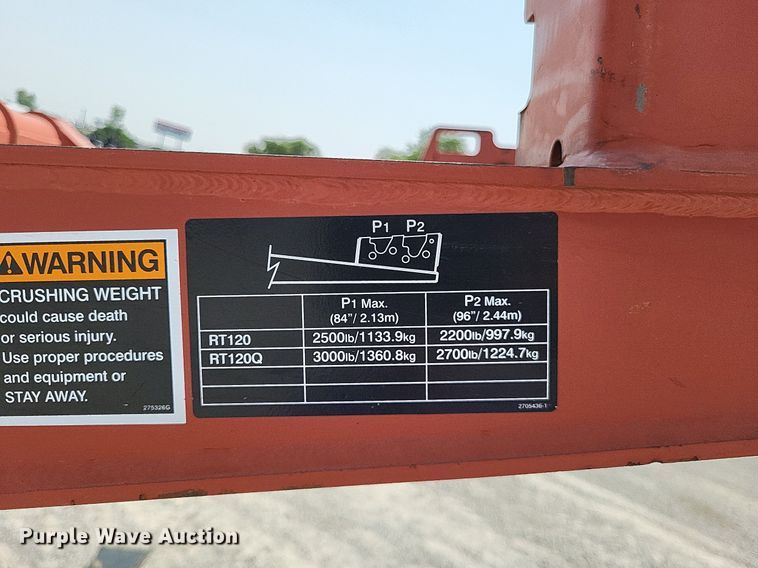 WARNING
CRUSHING WEIGHT
could cause death
or serious injury.
Use proper procedures
and equipment or
STAY AWAY.
275326G
P1 P2
P1 Max. P2 Max.
(84"/ 2.13m) (96"/ 2.44m)
RT120 2500lb/1133.9kg 2200lb/997.9kg
RT120Q 3000lb/1360.8kg 2700lb/1224.7kg
2705436-1
Purple Wave Auction